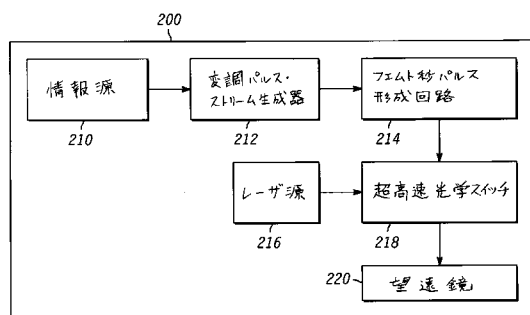 200
情報源
210
変調パルス・
ストリーム生成器
212
フェムト秒パルス
形成回路
214
レーザ源
216
超高速光学スイッチ
218
220
望遠鏡